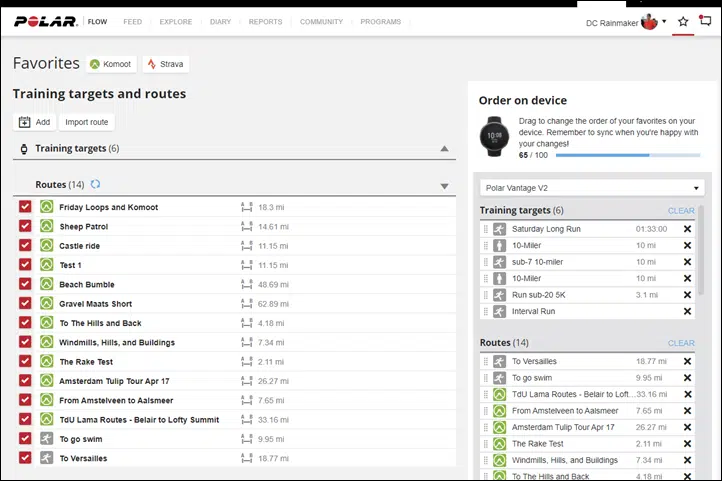 POLAR. FLOW FEED EXPLORE DIARY REPORTS COMMUNITY PROGRAMS DC Rainmaker
Favorites Komoot Strava
Training targets and routes
Add Import route
Training targets (6)
Routes (14)
Friday Loops and Komoot 18.3 mi
Sheep Patrol 14.61 mi
Castle ride 11.15 mi
Test 1 11.15 mi
Beach Bumble 48.69 mi
Gravel Maats Short 62.89 mi
To The Hills and Back 4.18 mi
Windmills, Hills, and Buildings 7.34 mi
The Rake Test 2.11 mi
Amsterdam Tulip Tour Apr 17 26.27 mi
From Amstelveen to Aalsmeer 7.65 mi
TdU Lama Routes - Belair to Lofty Summit 33.16 mi
To go swim 9.95 mi
To Versailles 18.77 mi
Order on device
10:08
Drag to change the order of your favorites on your
device. Remember to sync when you're happy with
your changes!
65 / 100
Polar Vantage V2
Training targets (6) CLEAR
Saturday Long Run 01:33:00
10-Miler 10 mi
sub-7 10-miler 10 mi
10-Miler 10 mi
Run sub-20 5K 3.1 mi
Interval Run
Routes (14) CLEAR
To Versailles 18.77 mi
To go swim 9.95 mi
TdU Lama Routes - Belair to Loft... 33.16 mi
From Amstelveen to Aalsmeer 7.65 mi
Amsterdam Tulip Tour Apr 17 26.27 mi
The Rake Test 2.11 mi
Windmills, Hills, and Buildings 7.34 mi
To The Hills and Back 4.18 mi